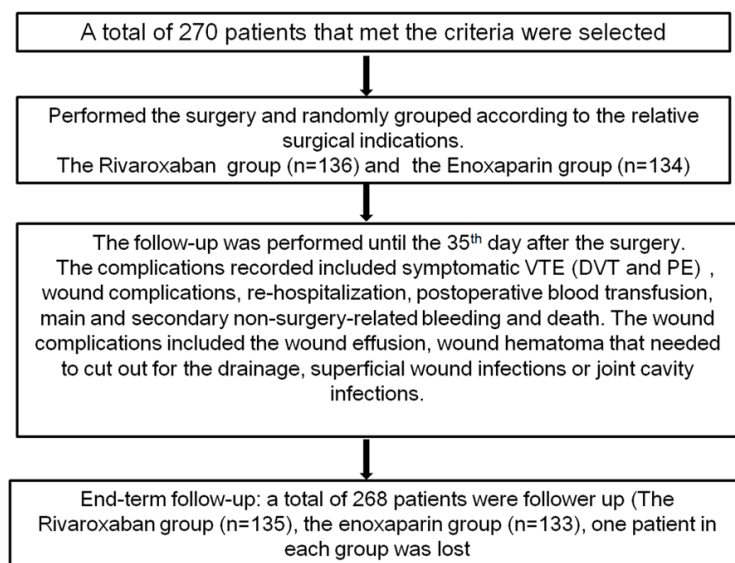 A total of 270 patients that met the criteria were selected
Performed the surgery and randomly grouped according to the relative
surgical indications.
The Rivaroxaban group (n=136) and the Enoxaparin group (n=134)
The follow-up was performed until the 35th day after the surgery.
The complications recorded included symptomatic VTE (DVT and PE) ,
wound complications, re-hospitalization, postoperative blood transfusion,
main and secondary non-surgery-related bleeding and death. The wound
complications included the wound effusion, wound hematoma that needed
to cut out for the drainage, superficial wound infections or joint cavity
infections.
End-term follow-up: a total of 268 patients were follower up (The
Rivaroxaban group (n=135), the enoxaparin group (n=133), one patient in
each group was lost